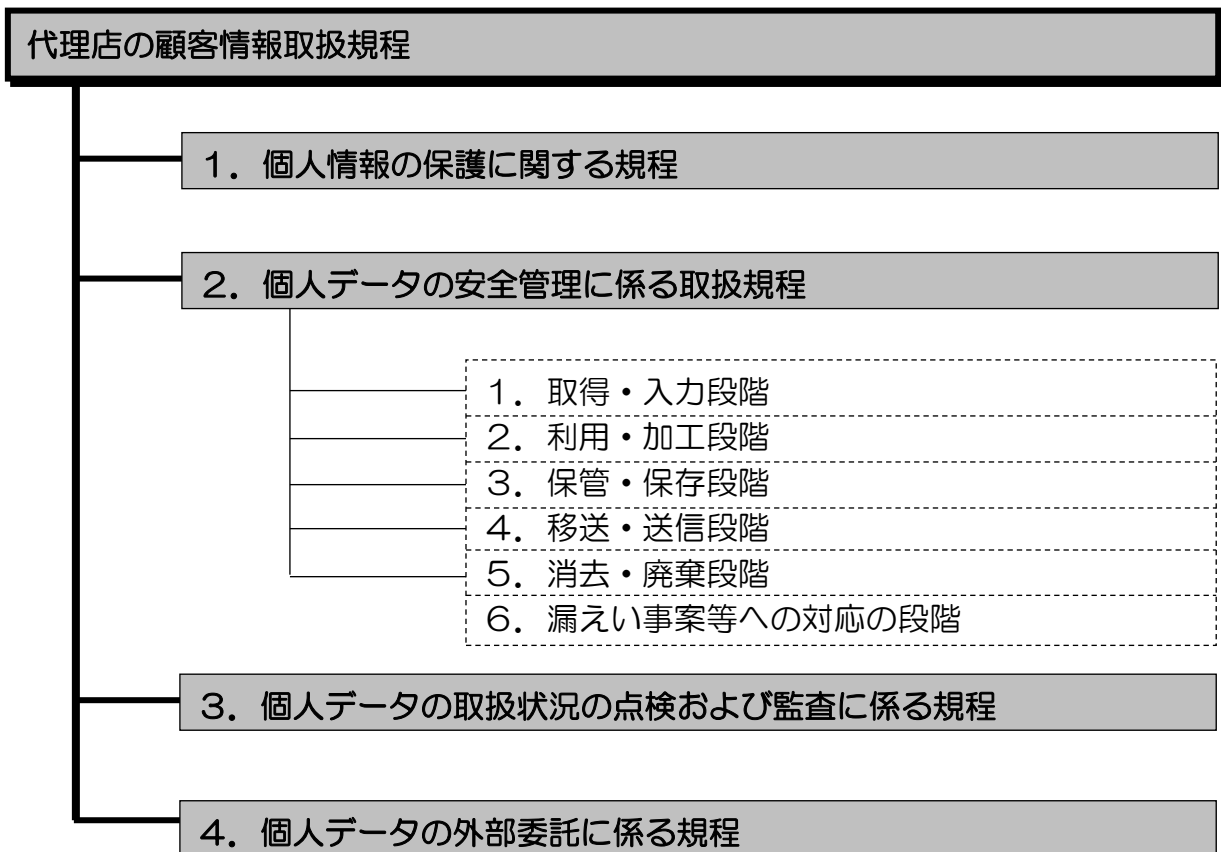 代理店の顧客情報取扱規程
１．個人情報の保護に関する規程
２．個人データの安全管理に係る取扱規程
１．取得・入力段階
２．利用・加工段階
３．保管・保存段階
４．移送・送信段階
５．消去・廃棄段階
６．漏えい事案等への対応の段階
３．個人データの取扱状況の点検および監査に係る規程
４．個人データの外部委託に係る規程